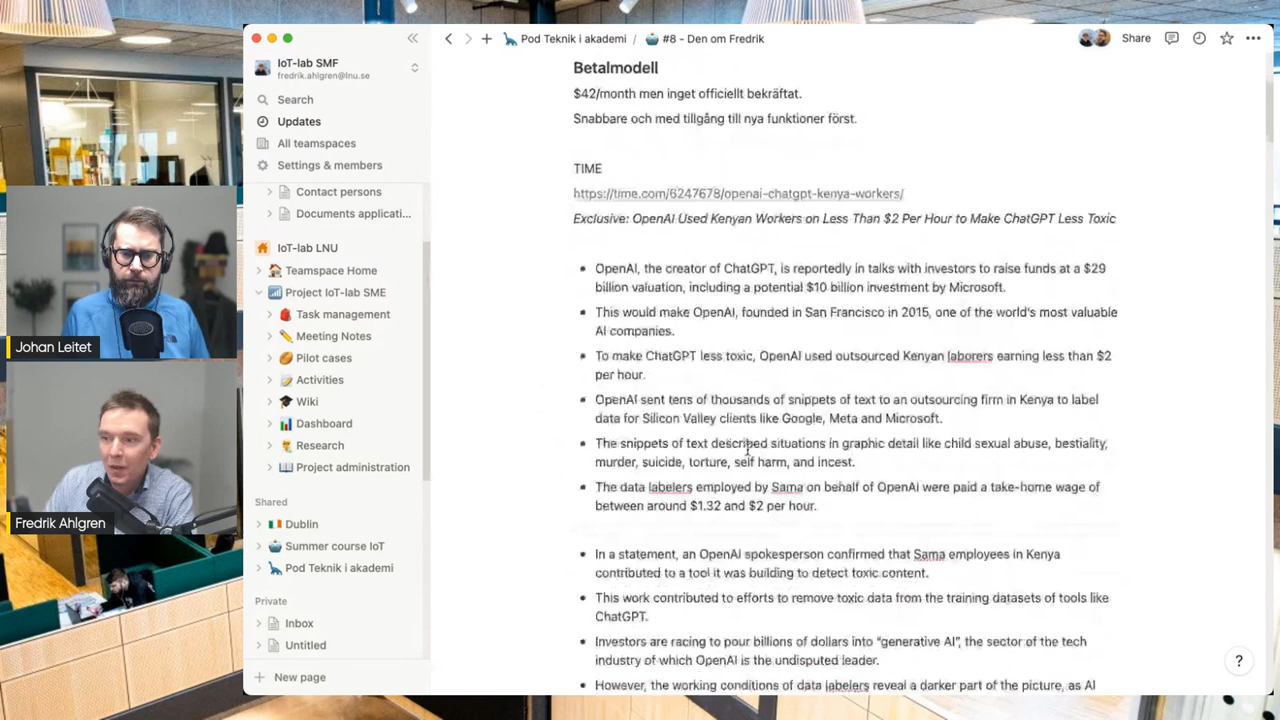 Pod Teknik i akademi / #8 - Den om Fredrik
Share
IoT-lab SMF
fredrik.ahlgren@lnu.se
Search
Updates
All teamspaces
Settings & members
Contact persons
Documents applicati...
IoT-lab LNU
Teamspace Home
Project IoT-lab SME
Task management
Meeting Notes
Pilot cases
Activities
Wiki
Dashboard
Research
Project administration
Shared
Dublin
Summer course IoT
Pod Teknik i akademi
Private
Inbox
Untitled
New page
Johan Leitet
Fredrik Ahlgren
Betalmodell
$42/month men inget officiellt bekräftat.
Snabbare och med tillgång till nya funktioner först.
TIME
https://time.com/6247678/openai-chatgpt-kenya-workers/
Exclusive: OpenAI Used Kenyan Workers on Less Than $2 Per Hour to Make ChatGPT Less Toxic
OpenAI, the creator of ChatGPT, is reportedly in talks with investors to raise funds at a $29
billion valuation, including a potential $10 billion investment by Microsoft.
This would make OpenAI, founded in San Francisco in 2015, one of the world's most valuable
AI companies.
To make ChatGPT less toxic, OpenAI used outsourced Kenyan laborers earning less than $2
per hour.
OpenAI sent tens of thousands of snippets of text to an outsourcing firm in Kenya to label
data for Silicon Valley clients like Google, Meta and Microsoft.
The snippets of text described situations in graphic detail like child sexual abuse, bestiality,
murder, suicide, torture, self harm, and incest.
The data labelers employed by Sama on behalf of OpenAI were paid a take-home wage of
between around $1.32 and $2 per hour.
In a statement, an OpenAI spokesperson confirmed that Sama employees in Kenya
contributed to a tool it was building to detect toxic content.
This work contributed to efforts to remove toxic data from the training datasets of tools like
ChatGPT.
Investors are racing to pour billions of dollars into “generative AI”, the sector of the tech
industry of which OpenAI is the undisputed leader.
However, the working conditions of data labelers reveal a darker part of the picture, as AI
?